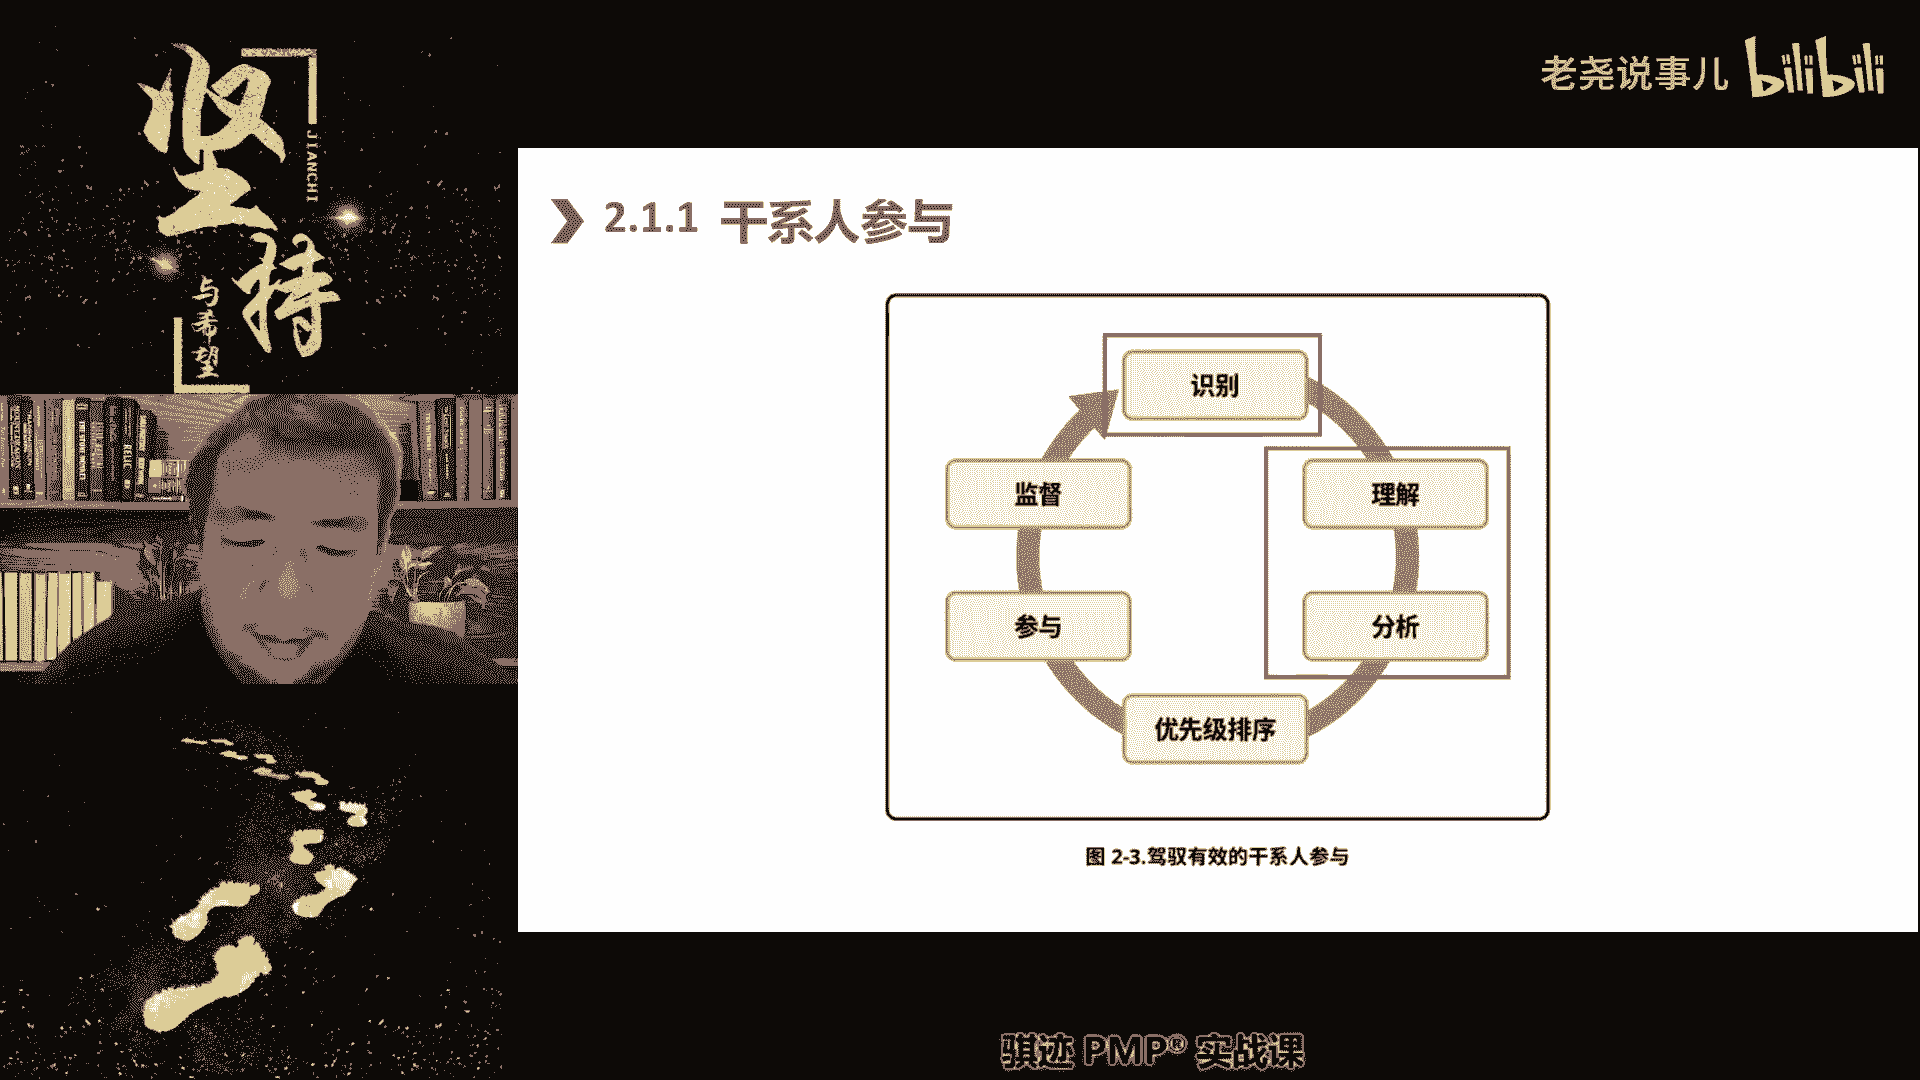 坚持
JIANCHI
与希望
老尧说事儿 bilibili
2.1.1 干系人参与
识别
监督
理解
参与
分析
优先级排序
图 2-3.驾驭有效的干系人参与
骐迹 PMP® 实战课